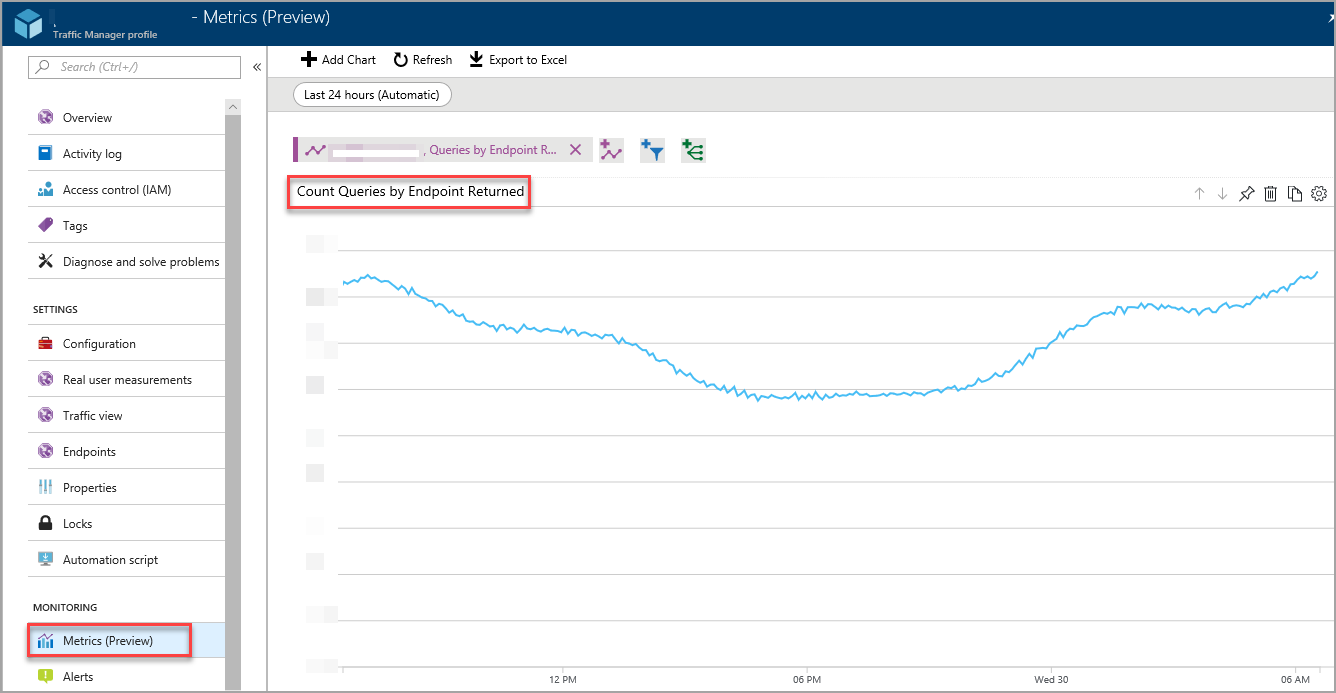 - Metrics (Preview)
Traffic Manager profile
Search (Ctrl+/)
«
Overview
Activity log
Access control (IAM)
Tags
Diagnose and solve problems
SETTINGS
Configuration
Real user measurements
Traffic view
Endpoints
Properties
Locks
Automation script
MONITORING
Metrics (Preview)
Alerts
Add Chart Refresh Export to Excel
Last 24 hours (Automatic)
, Queries by Endpoint R...
Count Queries by Endpoint Returned
12 PM 06 PM Wed 30 06 AM